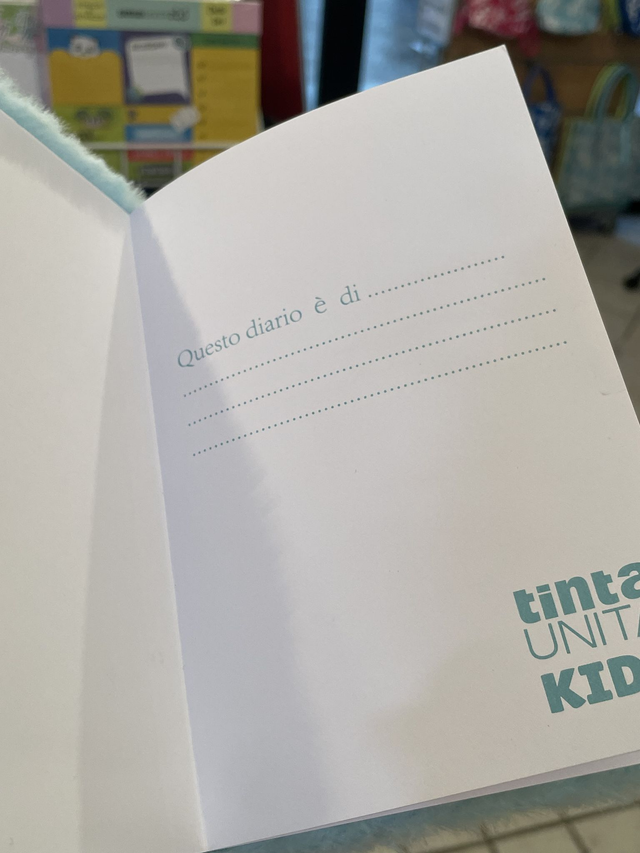 Questo diario è di ....................
tinta
UNITA
KID